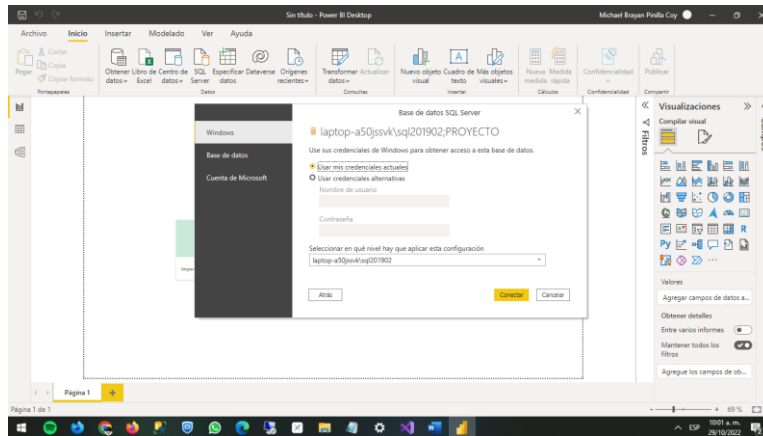 Sin título - Power BI Desktop
Michael Brayan Pinilla Coy
Archivo Inicio Insertar Modelado Ver Ayuda
Pegar
Cortar
Copia
Copiar formato
Portapapeles
Obtener datos
Libro de Excel
Centro de datos
SQL Server
Especificar datos
Dataverse
Orígenes recientes
Datos
Transformar datos
Actualizar
Consultas
Nuevo objeto visual
Cuadro de texto
Más objetos visuales
Insertar
Nueva medida
Medida rápida
Cálculos
Confidencialidad
Confidencialidad
Publicar
Compartir
Base de datos SQL Server
Windows
Base de datos
Cuenta de Microsoft
laptop-a50jssvk\sql201902;PROYECTO
Use sus credenciales de Windows para obtener acceso a esta base de datos.
Usar mis credenciales actuales
Usar credenciales alternativas
Nombre de usuario
Contraseña
Seleccionar en qué nivel hay que aplicar esta configuración
laptop-a50jssvk\sql201902
Atrás
Conectar
Cancelar
Filtros
Visualizaciones
Compilar visual
R
Py
Valores
Agregar campos de datos a...
Obtener detalles
Entre varios informes
Mantener todos los
filtros
Agregue los campos de ob...
Página 1
Página 1 de 1
69 %
ESP
10:01 a. m.
29/10/2022